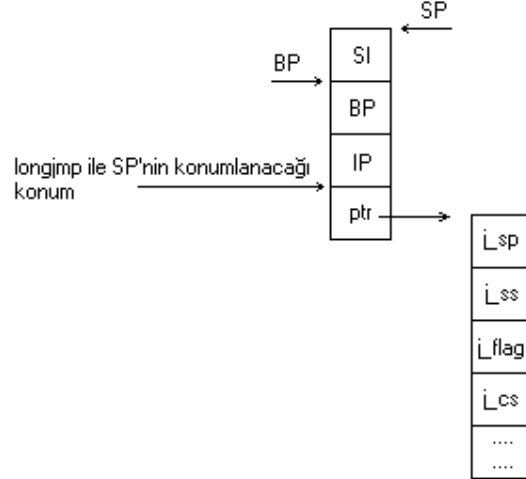 SP
SI
BP
BP
IP
longjmp ile SP'nin konumlanacağı
konum
ptr
j_sp
j_ss
j_flag
j_cs
....
....